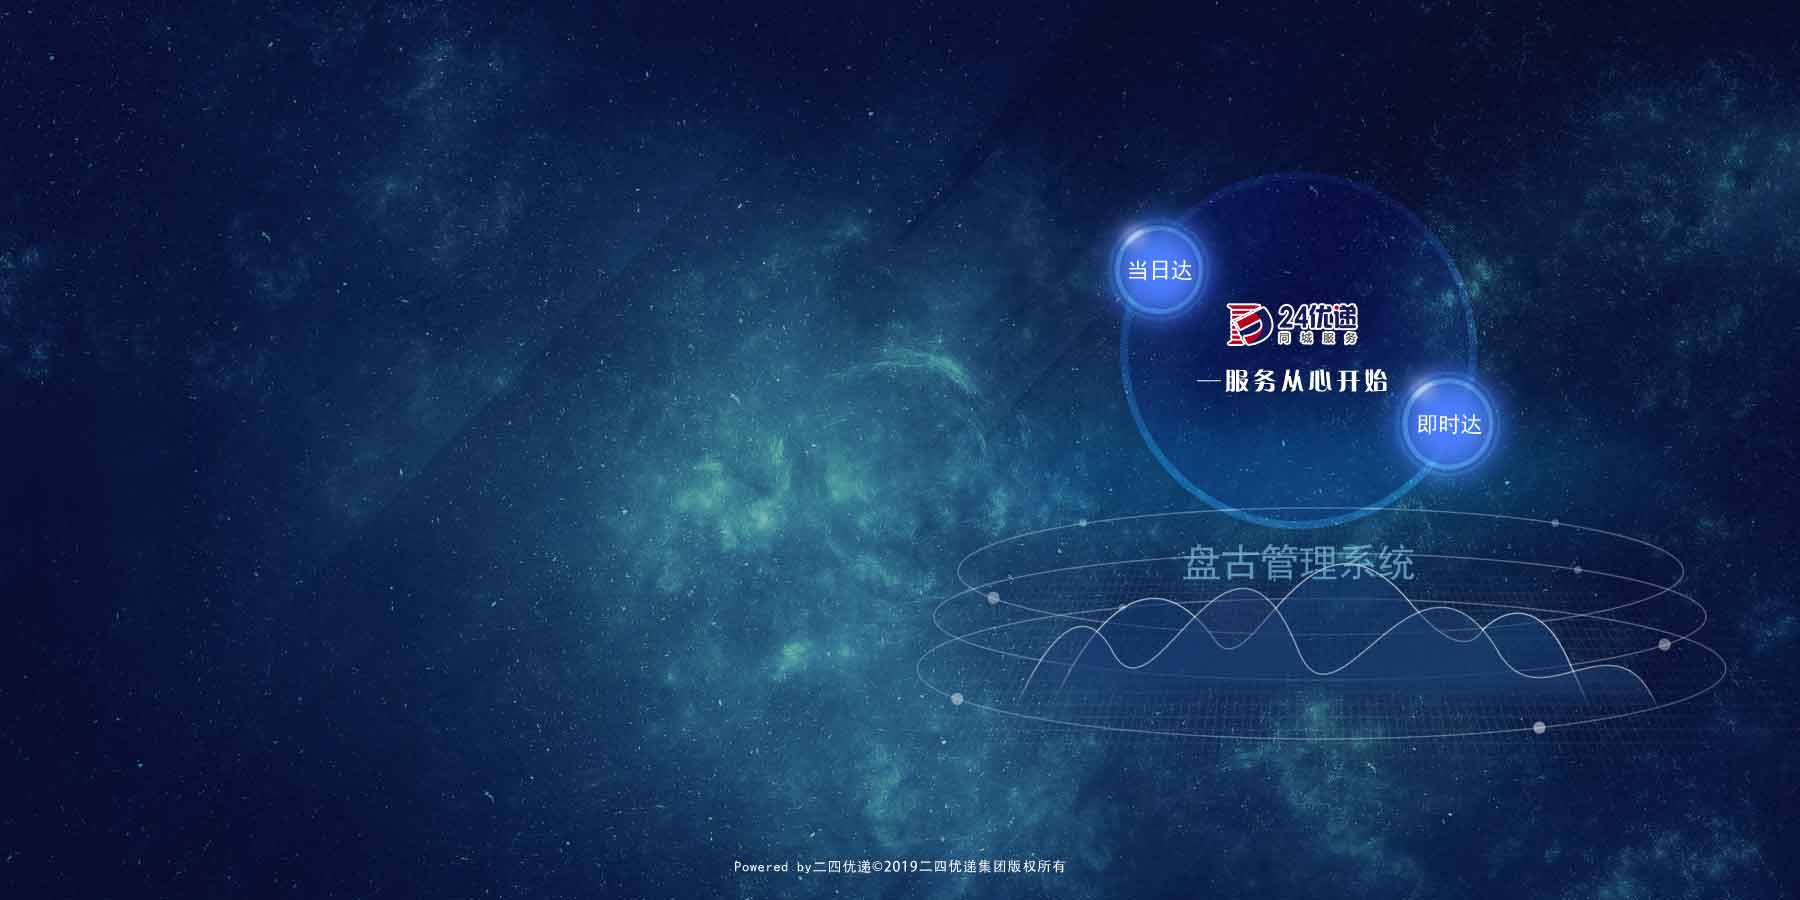 当日达
24优递
同城服务
—服务从心开始
即时达
盘古管理系统
Powered by二四优递©2019二四优递集团版权所有